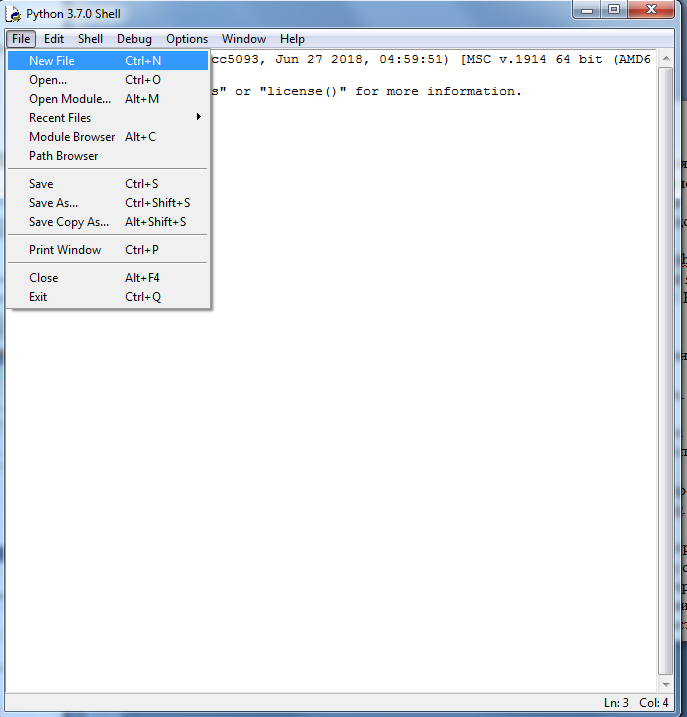 Python 3.7.0 Shell
File Edit Shell Debug Options Window Help
cc5093, Jun 27 2018, 04:59:51) [MSC v.1914 64 bit (AMD6
s" or "license()" for more information.
New File Ctrl+N
Open... Ctrl+O
Open Module... Alt+M
Recent Files
Module Browser Alt+C
Path Browser
Save Ctrl+S
Save As... Ctrl+Shift+S
Save Copy As... Alt+Shift+S
Print Window Ctrl+P
Close Alt+F4
Exit Ctrl+Q
Ln: 3 Col: 4